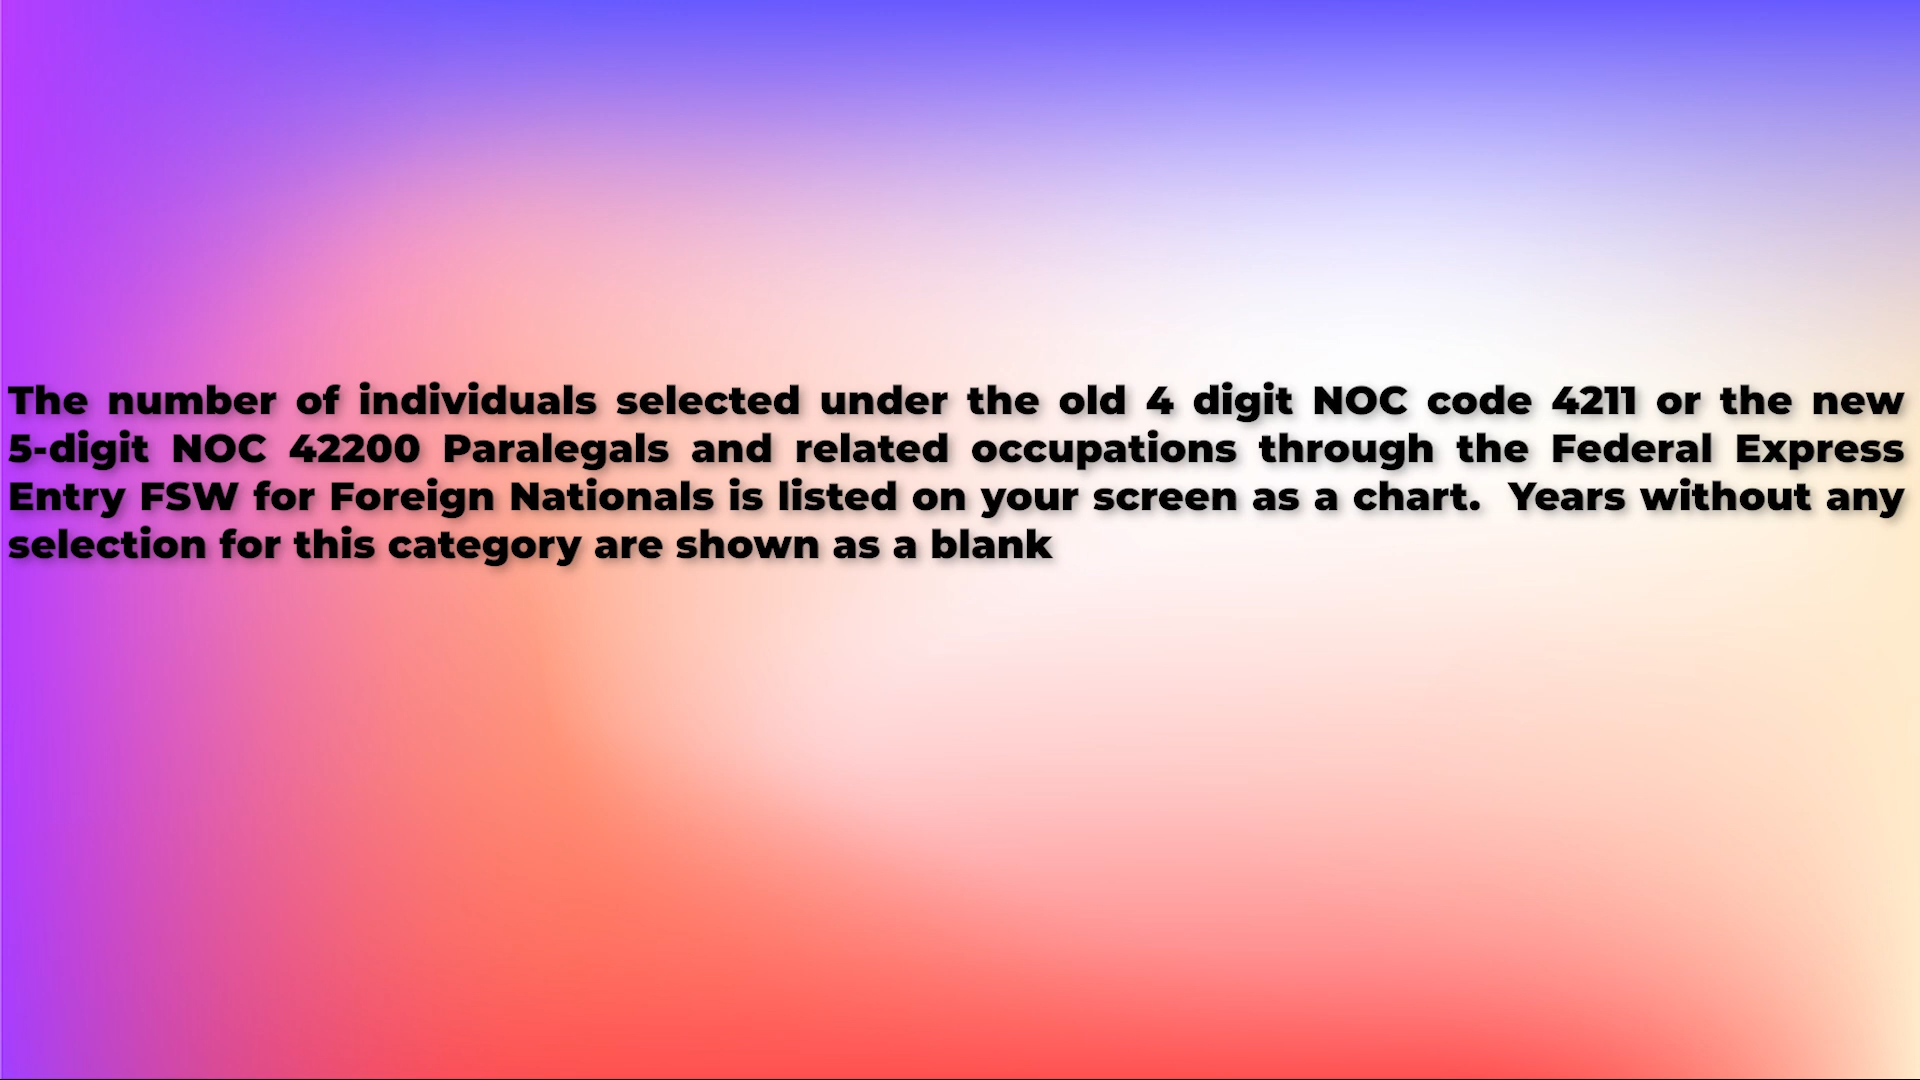 The number of individuals selected under the old 4 digit NOC code 4211 or the new
5-digit NOC 42200 Paralegals and related occupations through the Federal Express
Entry FSW for Foreign Nationals is listed on your screen as a chart.  Years without any
selection for this category are shown as a blank